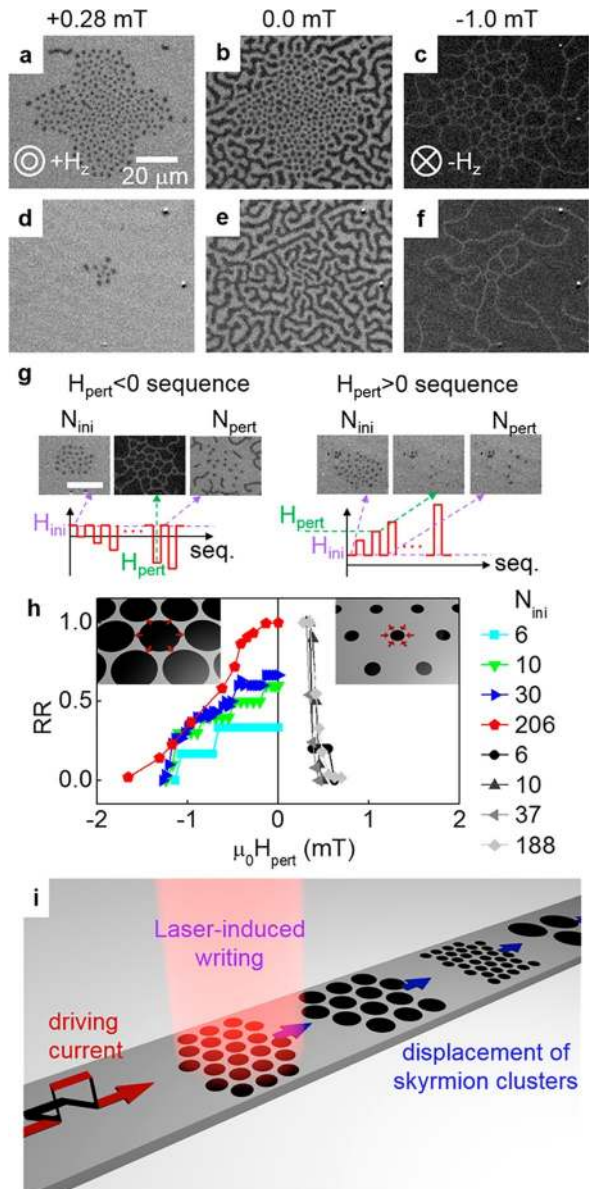 +0.28 mT 0.0 mT -1.0 mT
a b c
+Hz 20 μm -Hz
d e f
g
Hpert<0 sequence Hpert>0 sequence
Nini Npert Nini Npert
Hini seq. Hpert
Hpert Hini seq.
h
Nini
6
10
30
206
6
10
37
188
RR
1.0
0.5
0.0
-2 -1 0 1 2
μ0Hpert (mT)
i
Laser-induced
writing
driving
current
displacement of
skyrmion clusters